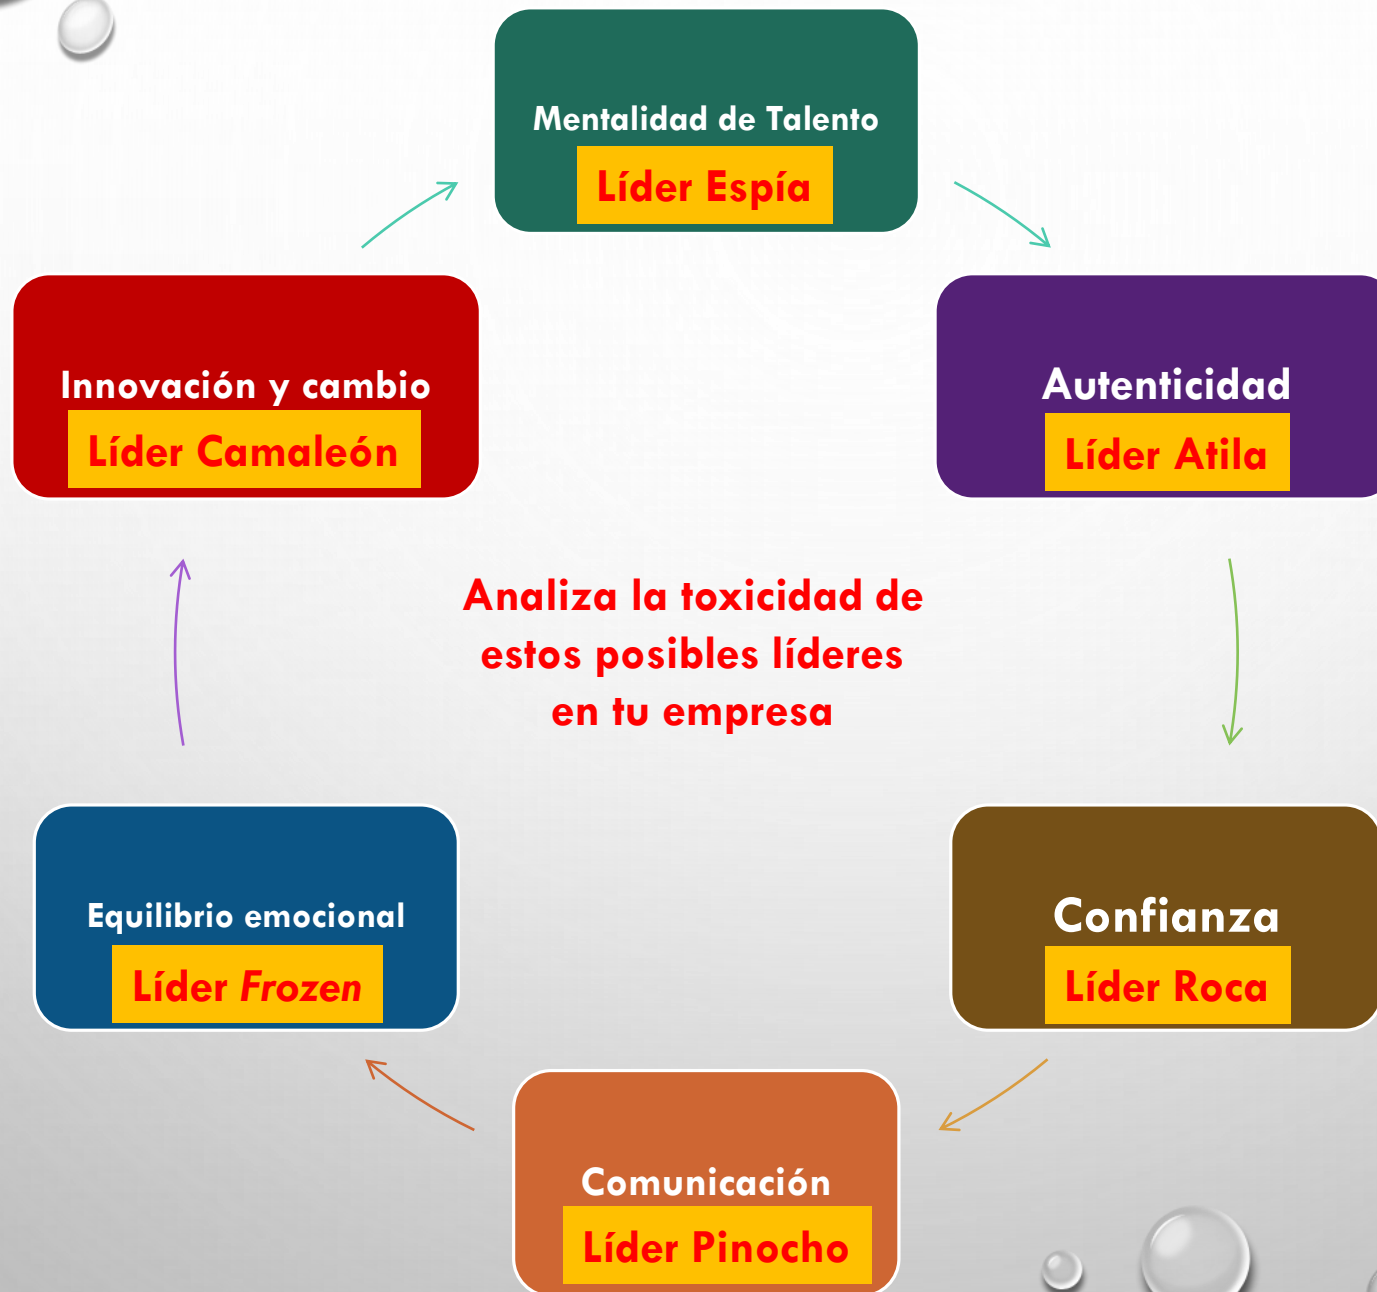 Mentalidad de Talento
Líder Espía
Autenticidad
Líder Atila
Confianza
Líder Roca
Comunicación
Líder Pinocho
Equilibrio emocional
Líder Frozen
Innovación y cambio
Líder Camaleón
Analiza la toxicidad de
estos posibles líderes
en tu empresa